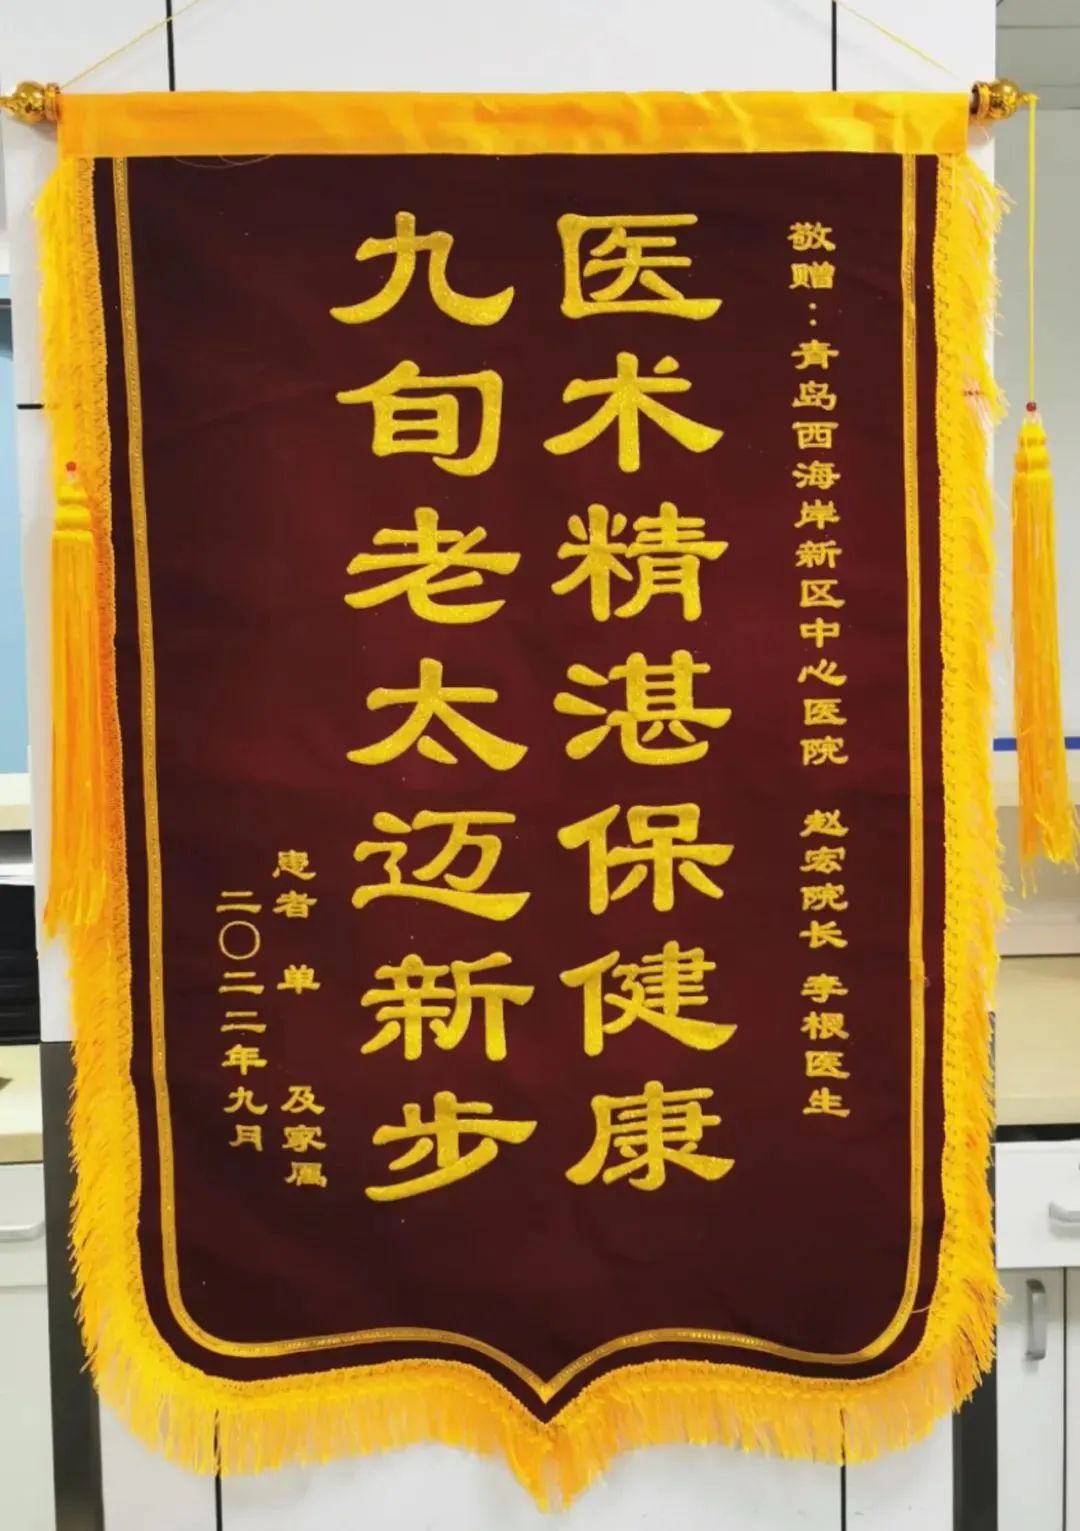 敬赠：青岛西海岸新区中心医院 赵宏院长 李根医生
医术精湛保健康
九旬老太迈新步
患者 单 及家属
二〇二二年九月